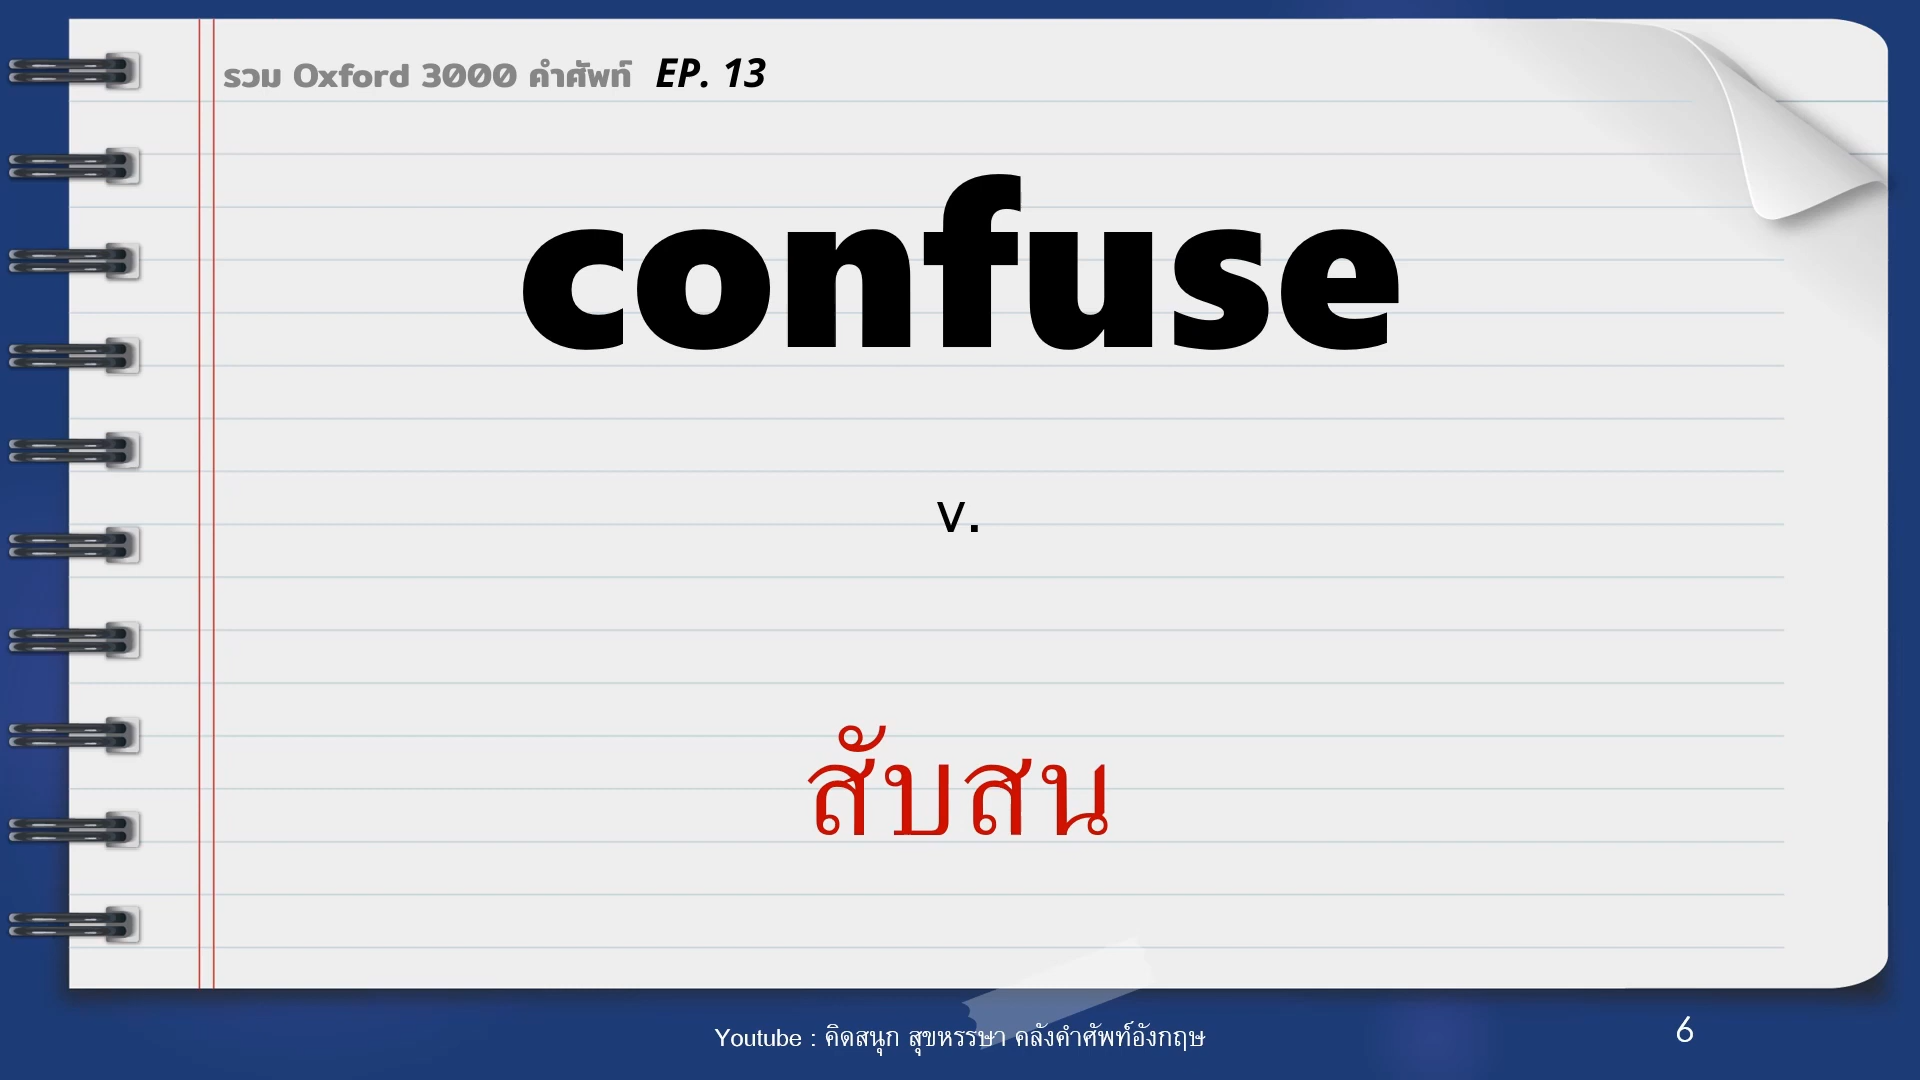 รวม Oxford 3000 คำศัพท์ EP. 13
confuse
v.
สับสน
Youtube : คิดสนุก สุขหรรษา คลังคำศัพท์อังกฤษ
6